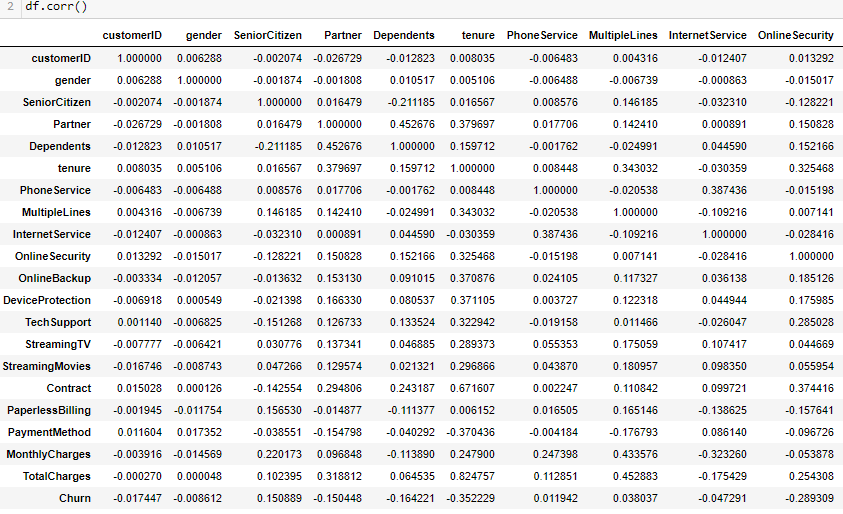 2 df.corr()
customerID gender SeniorCitizen Partner Dependents tenure PhoneService MultipleLines InternetService OnlineSecurity
customerID 1.000000 0.006288 -0.002074 -0.026729 -0.012823 0.008035 -0.006483 0.004316 -0.012407 0.013292
gender 0.006288 1.000000 -0.001874 -0.001808 0.010517 0.005106 -0.006488 -0.006739 -0.000863 -0.015017
SeniorCitizen -0.002074 -0.001874 1.000000 0.016479 -0.211185 0.016567 0.008576 0.146185 -0.032310 -0.128221
Partner -0.026729 -0.001808 0.016479 1.000000 0.452676 0.379697 0.017706 0.142410 0.000891 0.150828
Dependents -0.012823 0.010517 -0.211185 0.452676 1.000000 0.159712 -0.001762 -0.024991 0.044590 0.152166
tenure 0.008035 0.005106 0.016567 0.379697 0.159712 1.000000 0.008448 0.343032 -0.030359 0.325468
PhoneService -0.006483 -0.006488 0.008576 0.017706 -0.001762 0.008448 1.000000 -0.020538 0.387436 -0.015198
MultipleLines 0.004316 -0.006739 0.146185 0.142410 -0.024991 0.343032 -0.020538 1.000000 -0.109216 0.007141
InternetService -0.012407 -0.000863 -0.032310 0.000891 0.044590 -0.030359 0.387436 -0.109216 1.000000 -0.028416
OnlineSecurity 0.013292 -0.015017 -0.128221 0.150828 0.152166 0.325468 -0.015198 0.007141 -0.028416 1.000000
OnlineBackup -0.003334 -0.012057 -0.013632 0.153130 0.091015 0.370876 0.024105 0.117327 0.036138 0.185126
DeviceProtection -0.006918 0.000549 -0.021398 0.166330 0.080537 0.371105 0.003727 0.122318 0.044944 0.175985
TechSupport 0.001140 -0.006825 -0.151268 0.126733 0.133524 0.322942 -0.019158 0.011466 -0.026047 0.285028
StreamingTV -0.007777 -0.006421 0.030776 0.137341 0.046885 0.289373 0.055353 0.175059 0.107417 0.044669
StreamingMovies -0.016746 -0.008743 0.047266 0.129574 0.021321 0.296866 0.043870 0.180957 0.098350 0.055954
Contract 0.015028 0.000126 -0.142554 0.294806 0.243187 0.671607 0.002247 0.110842 0.099721 0.374416
PaperlessBilling -0.001945 -0.011754 0.156530 -0.014877 -0.111377 0.006152 0.016505 0.165146 -0.138625 -0.157641
PaymentMethod 0.011604 0.017352 -0.038551 -0.154798 -0.040292 -0.370436 -0.004184 -0.176793 0.086140 -0.096726
MonthlyCharges -0.003916 -0.014569 0.220173 0.096848 -0.113890 0.247900 0.247398 0.433576 -0.323260 -0.053878
TotalCharges -0.000270 0.000048 0.102395 0.318812 0.064535 0.824757 0.112851 0.452883 -0.175429 0.254308
Churn -0.017447 -0.008612 0.150889 -0.150448 -0.164221 -0.352229 0.011942 0.038037 -0.047291 -0.289309